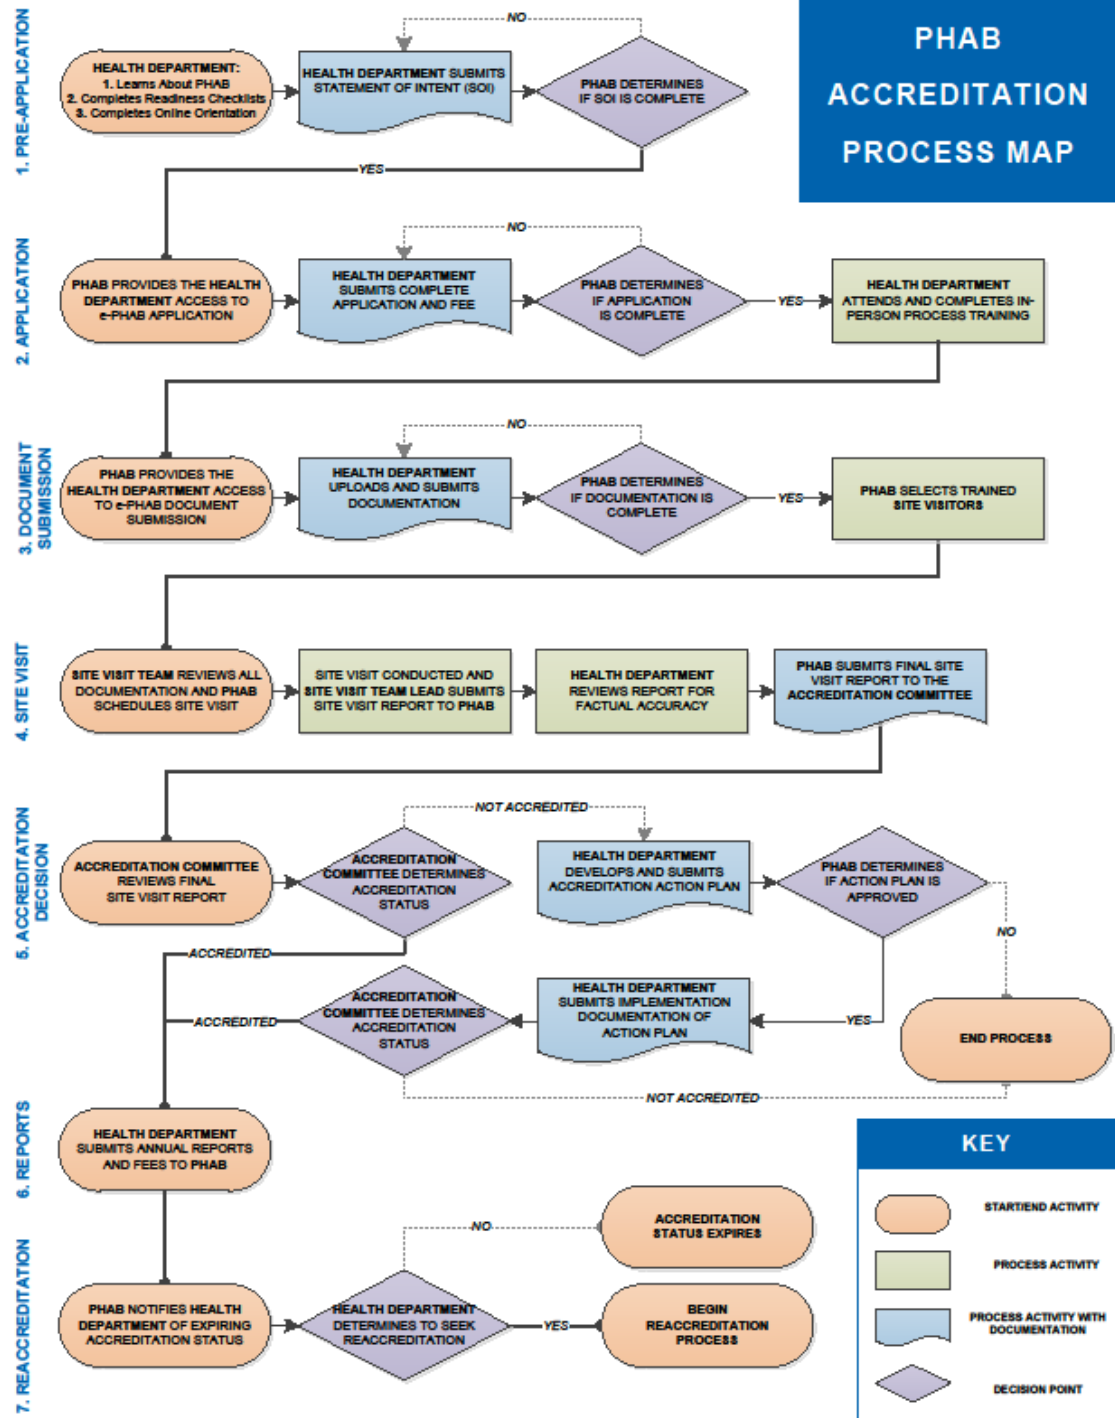 PHAB
ACCREDITATION
PROCESS MAP
1. PRE-APPLICATION
HEALTH DEPARTMENT:
1. Learns About PHAB
2. Completes Readiness Checklists
3. Completes Online Orientation
HEALTH DEPARTMENT SUBMITS
STATEMENT OF INTENT (SOI)
PHAB DETERMINES
IF SOI IS COMPLETE
NO
YES
2. APPLICATION
PHAB PROVIDES THE HEALTH
DEPARTMENT ACCESS TO
e-PHAB APPLICATION
HEALTH DEPARTMENT
SUBMITS COMPLETE
APPLICATION AND FEE
PHAB DETERMINES
IF APPLICATION
IS COMPLETE
NO
YES
HEALTH DEPARTMENT
ATTENDS AND COMPLETES IN-
PERSON PROCESS TRAINING
3. DOCUMENT
SUBMISSION
PHAB PROVIDES THE
HEALTH DEPARTMENT ACCESS
TO e-PHAB DOCUMENT
SUBMISSION
HEALTH DEPARTMENT
UPLOADS AND SUBMITS
DOCUMENTATION
PHAB DETERMINES
IF DOCUMENTATION IS
COMPLETE
NO
YES
PHAB SELECTS TRAINED
SITE VISITORS
4. SITE VISIT
SITE VISIT TEAM REVIEWS ALL
DOCUMENTATION AND PHAB
SCHEDULES SITE VISIT
SITE VISIT CONDUCTED AND
SITE VISIT TEAM LEAD SUBMITS
SITE VISIT REPORT TO PHAB
HEALTH DEPARTMENT
REVIEWS REPORT FOR
FACTUAL ACCURACY
PHAB SUBMITS FINAL SITE
VISIT REPORT TO THE
ACCREDITATION COMMITTEE
5. ACCREDITATION
DECISION
ACCREDITATION COMMITTEE
REVIEWS FINAL
SITE VISIT REPORT
ACCREDITATION
COMMITTEE DETERMINES
ACCREDITATION
STATUS
NOT ACCREDITED
HEALTH DEPARTMENT
DEVELOPS AND SUBMITS
ACCREDITATION ACTION PLAN
PHAB DETERMINES
IF ACTION PLAN IS
APPROVED
NO
ACCREDITED
YES
HEALTH DEPARTMENT
SUBMITS IMPLEMENTATION
DOCUMENTATION OF
ACTION PLAN
ACCREDITATION
COMMITTEE DETERMINES
ACCREDITATION
STATUS
ACCREDITED
NOT ACCREDITED
END PROCESS
6. REPORTS
HEALTH DEPARTMENT
SUBMITS ANNUAL REPORTS
AND FEES TO PHAB
7. REACCREDITATION
PHAB NOTIFIES HEALTH
DEPARTMENT OF EXPIRING
ACCREDITATION STATUS
HEALTH DEPARTMENT
DETERMINES TO SEEK
REACCREDITATION
NO
ACCREDITATION
STATUS EXPIRES
YES
BEGIN
REACCREDITATION
PROCESS
KEY
START/END ACTIVITY
PROCESS ACTIVITY
PROCESS ACTIVITY WITH
DOCUMENTATION
DECISION POINT